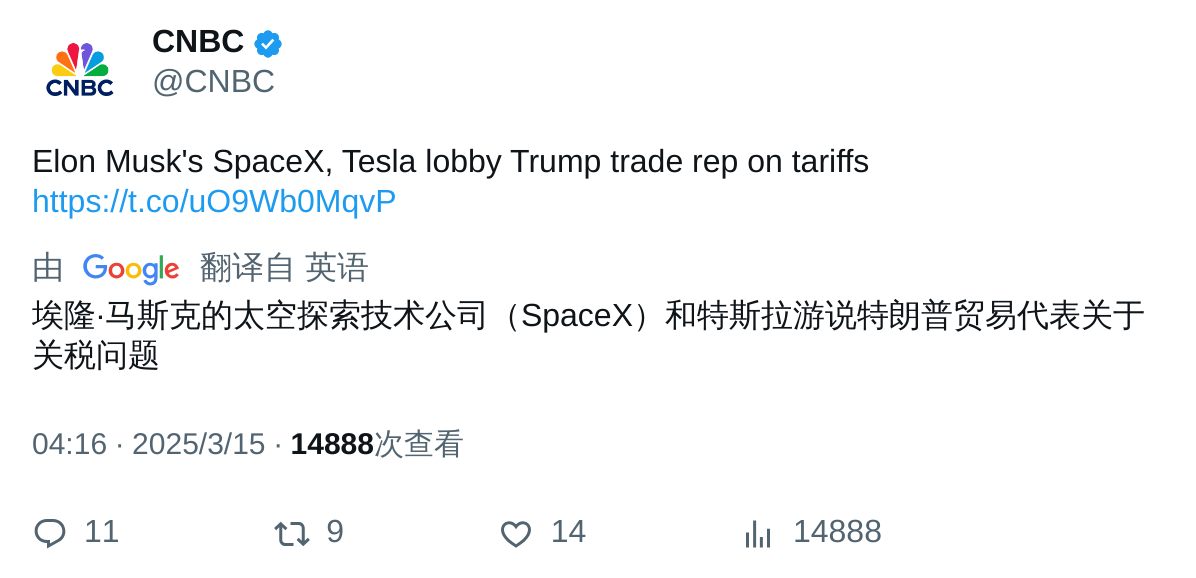 CNBC
CNBC
@CNBC
Elon Musk's SpaceX, Tesla lobby Trump trade rep on tariffs
https://t.co/uO9Wb0MqvP
由 Google 翻译自 英语
埃隆·马斯克的太空探索技术公司（SpaceX）和特斯拉游说特朗普贸易代表关于
关税问题
04:16 · 2025/3/15 · 14888次查看
11 9 14 14888